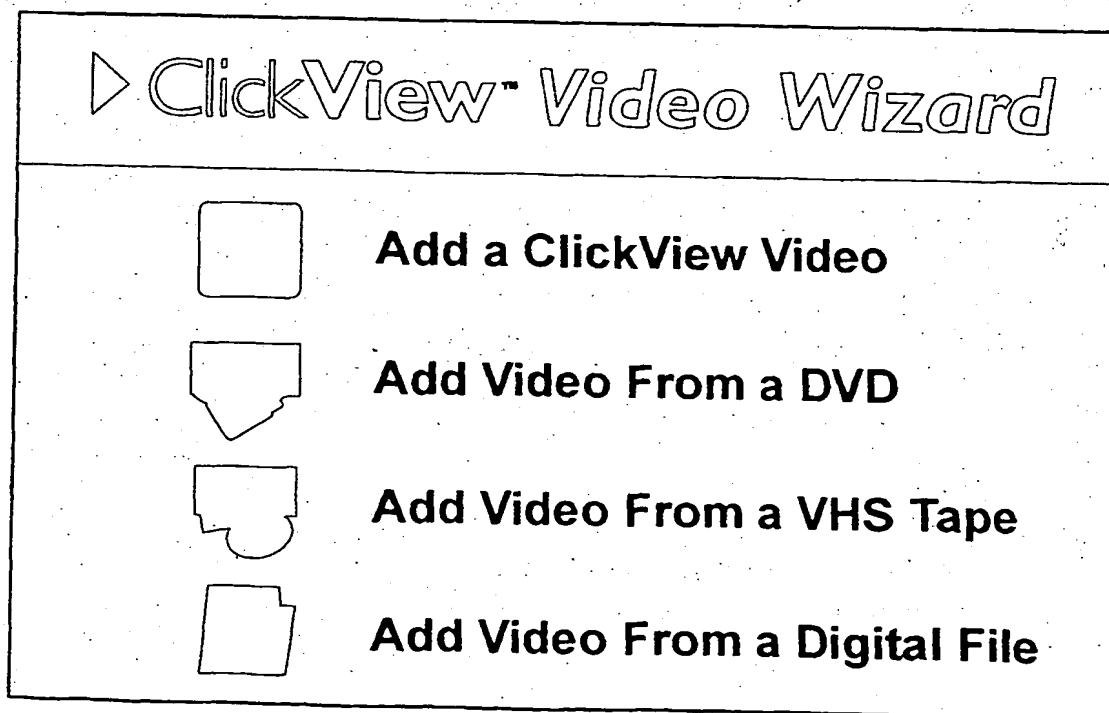 ClickView™ Video Wizard
Add a ClickView Video
Add Video From a DVD
Add Video From a VHS Tape
Add Video From a Digital File